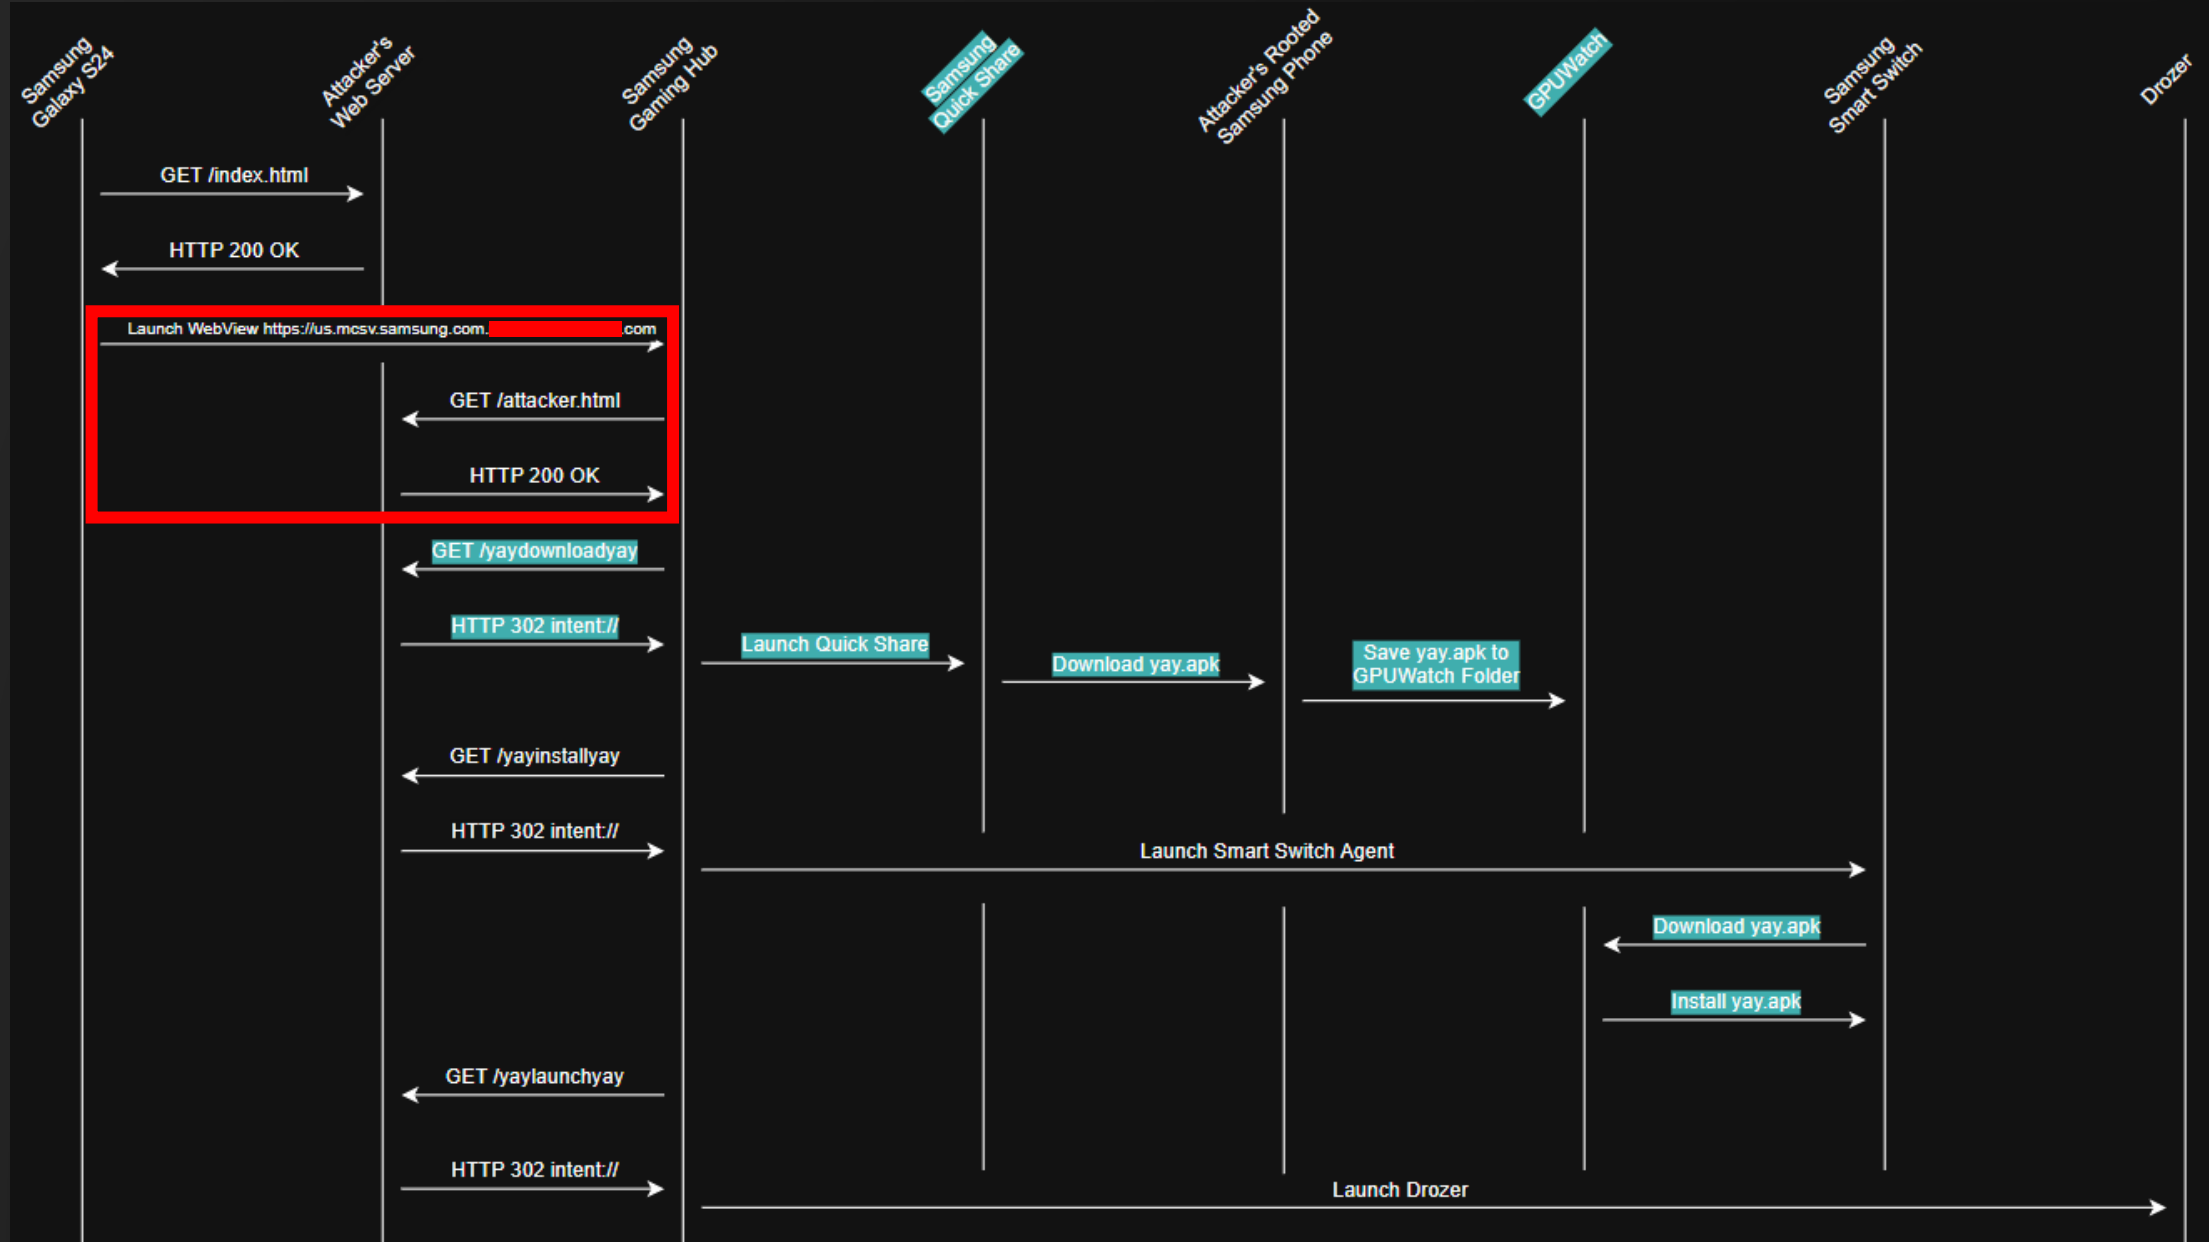 Samsung
Galaxy S24
Attacker's
Web Server
Samsung
Gaming Hub
Samsung
Quick Share
Attacker's Rooted
Samsung Phone
GPUWatch
Samsung
Smart Switch
Drozer
GET /index.html
HTTP 200 OK
Launch WebView https://us.mcsv.samsung.com. .com
GET /attacker.html
HTTP 200 OK
GET /yaydownloadyay
HTTP 302 intent://
Launch Quick Share
Download yay.apk
Save yay.apk to
GPUWatch Folder
GET /yayinstallyay
HTTP 302 intent://
Launch Smart Switch Agent
Download yay.apk
Install yay.apk
GET /yaylaunchyay
HTTP 302 intent://
Launch Drozer